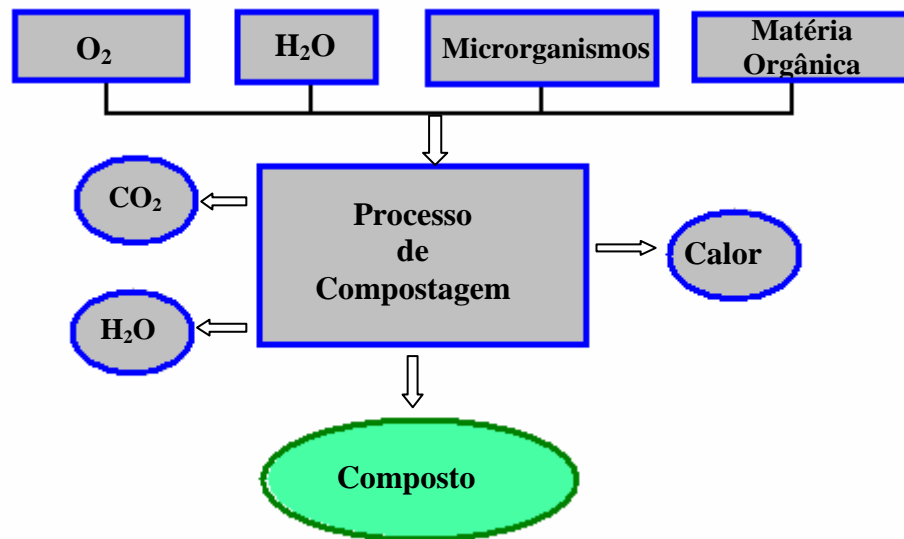 O₂
H₂O
Microrganismos
Matéria
Orgânica
CO₂
Processo
de
Compostagem
Calor
H₂O
Composto